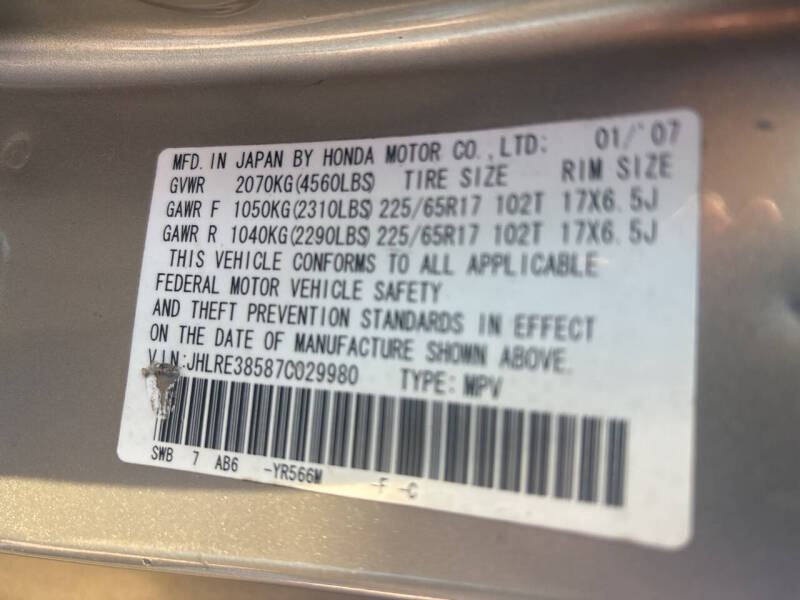 MFD. IN JAPAN BY HONDA MOTOR CO., LTD: 01/'07
GVWR 2070KG(4560LBS) TIRE SIZE RIM SIZE
GAWR F 1050KG(2310LBS) 225/65R17 102T 17X6.5J
GAWR R 1040KG(2290LBS) 225/65R17 102T 17X6.5J
THIS VEHICLE CONFORMS TO ALL APPLICABLE
FEDERAL MOTOR VEHICLE SAFETY
AND THEFT PREVENTION STANDARDS IN EFFECT
ON THE DATE OF MANUFACTURE SHOWN ABOVE.
VIN:JHLRE38587C029980 TYPE: MPV
SWB 7 AB6 -YR566M -F -C